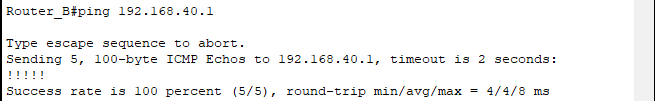 Router_B#ping 192.168.40.1
Type escape sequence to abort.
Sending 5, 100-byte ICMP Echos to 192.168.40.1, timeout is 2 seconds:
!!!!!
Success rate is 100 percent (5/5), round-trip min/avg/max = 4/4/8 ms